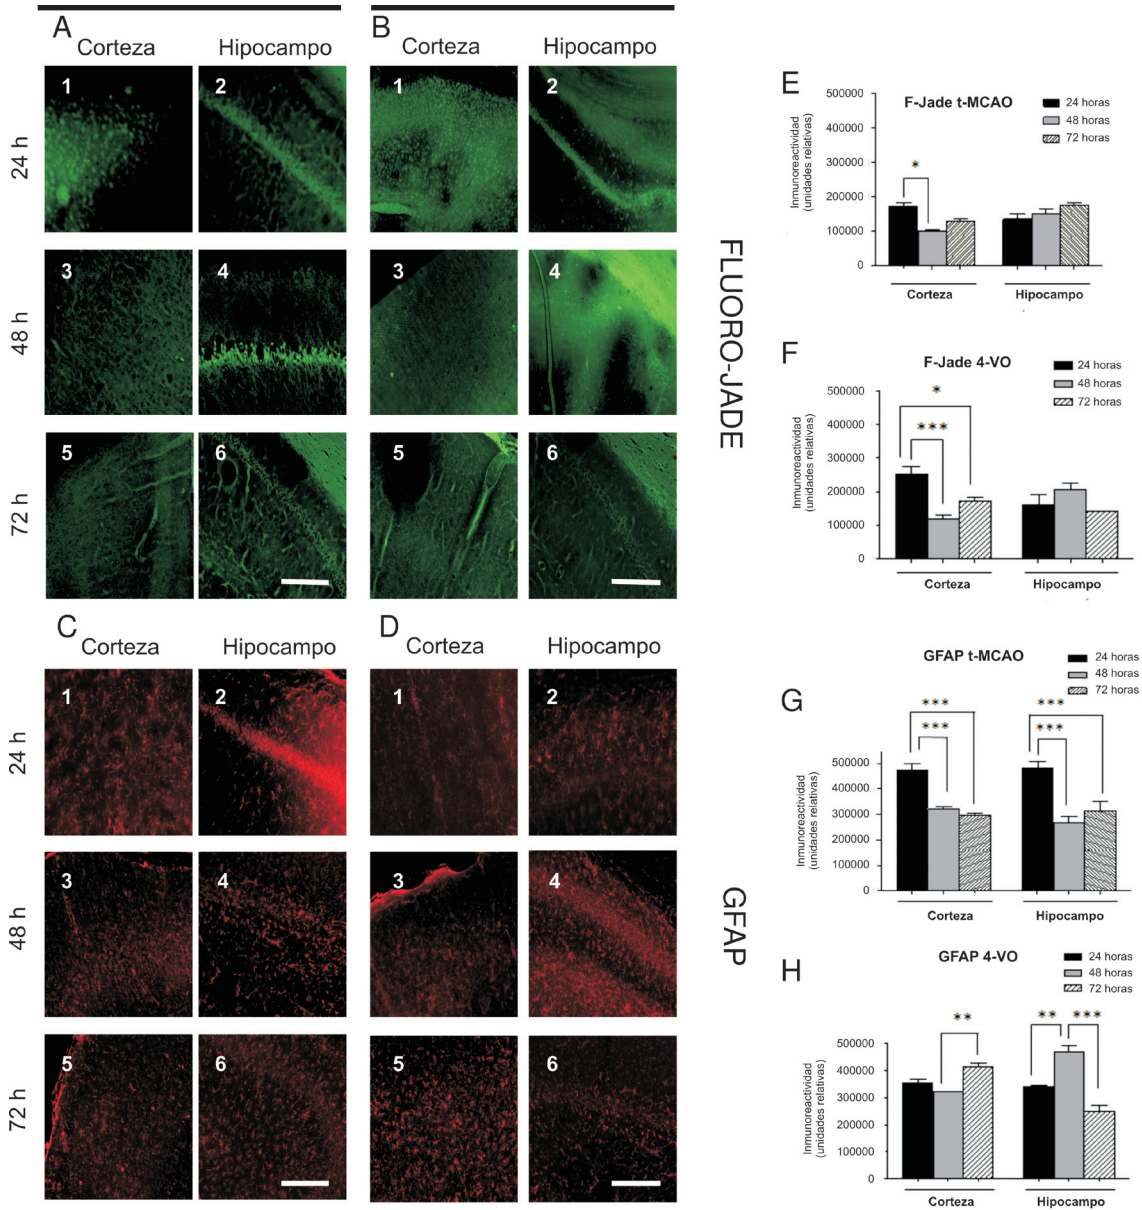 A
Corteza
Hipocampo
B
Corteza
Hipocampo
24 h
1
2
1
2
48 h
3
4
3
4
72 h
5
6
5
6
FLUORO-JADE
C
Corteza
Hipocampo
D
Corteza
Hipocampo
24 h
1
2
1
2
48 h
3
4
3
4
72 h
5
6
5
6
GFAP
E
F-Jade t-MCAO
24 horas
48 horas
72 horas
Inmunoreactividad
(unidades relativas)
500000
400000
300000
200000
100000
0
*
Corteza
Hipocampo
F
F-Jade 4-VO
24 horas
48 horas
72 horas
Inmunoreactividad
(unidades relativas)
500000
400000
300000
200000
100000
0
*
***
Corteza
Hipocampo
G
GFAP t-MCAO
24 horas
48 horas
72 horas
Inmunoreactividad
(unidades relativas)
500000
400000
300000
200000
100000
0
***
***
***
***
Corteza
Hipocampo
H
GFAP 4-VO
24 horas
48 horas
72 horas
Inmunoreactividad
(unidades relativas)
500000
400000
300000
200000
100000
0
**
**
***
Corteza
Hipocampo